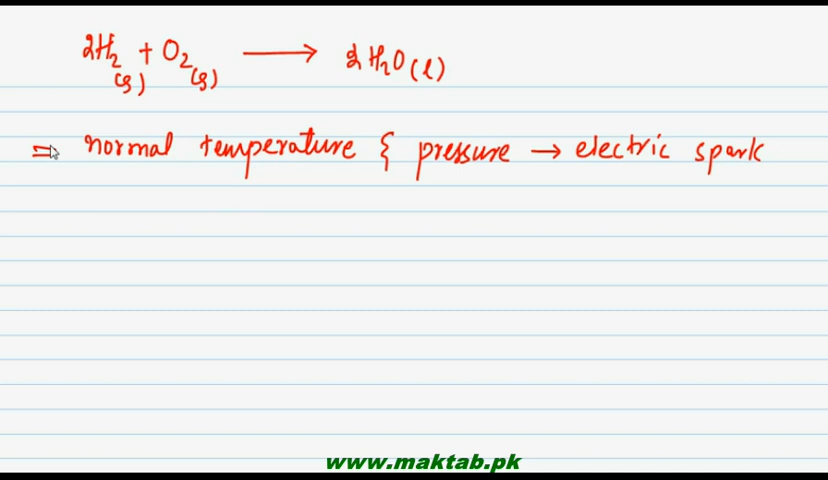 2H₂ + O₂ ⟶ 2H₂O (l)
(g) (g)
⇒ normal temperature & pressure → electric spark
www.maktab.pk